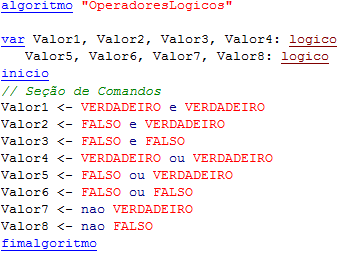 algoritmo "OperadoresLogicos"
var Valor1, Valor2, Valor3, Valor4: logico
Valor5, Valor6, Valor7, Valor8: logico
inicio
// Seção de Comandos
Valor1 <- VERDADEIRO e VERDADEIRO
Valor2 <- FALSO e VERDADEIRO
Valor3 <- FALSO e FALSO
Valor4 <- VERDADEIRO ou VERDADEIRO
Valor5 <- FALSO ou VERDADEIRO
Valor6 <- FALSO ou FALSO
Valor7 <- nao VERDADEIRO
Valor8 <- nao FALSO
fimalgoritmo